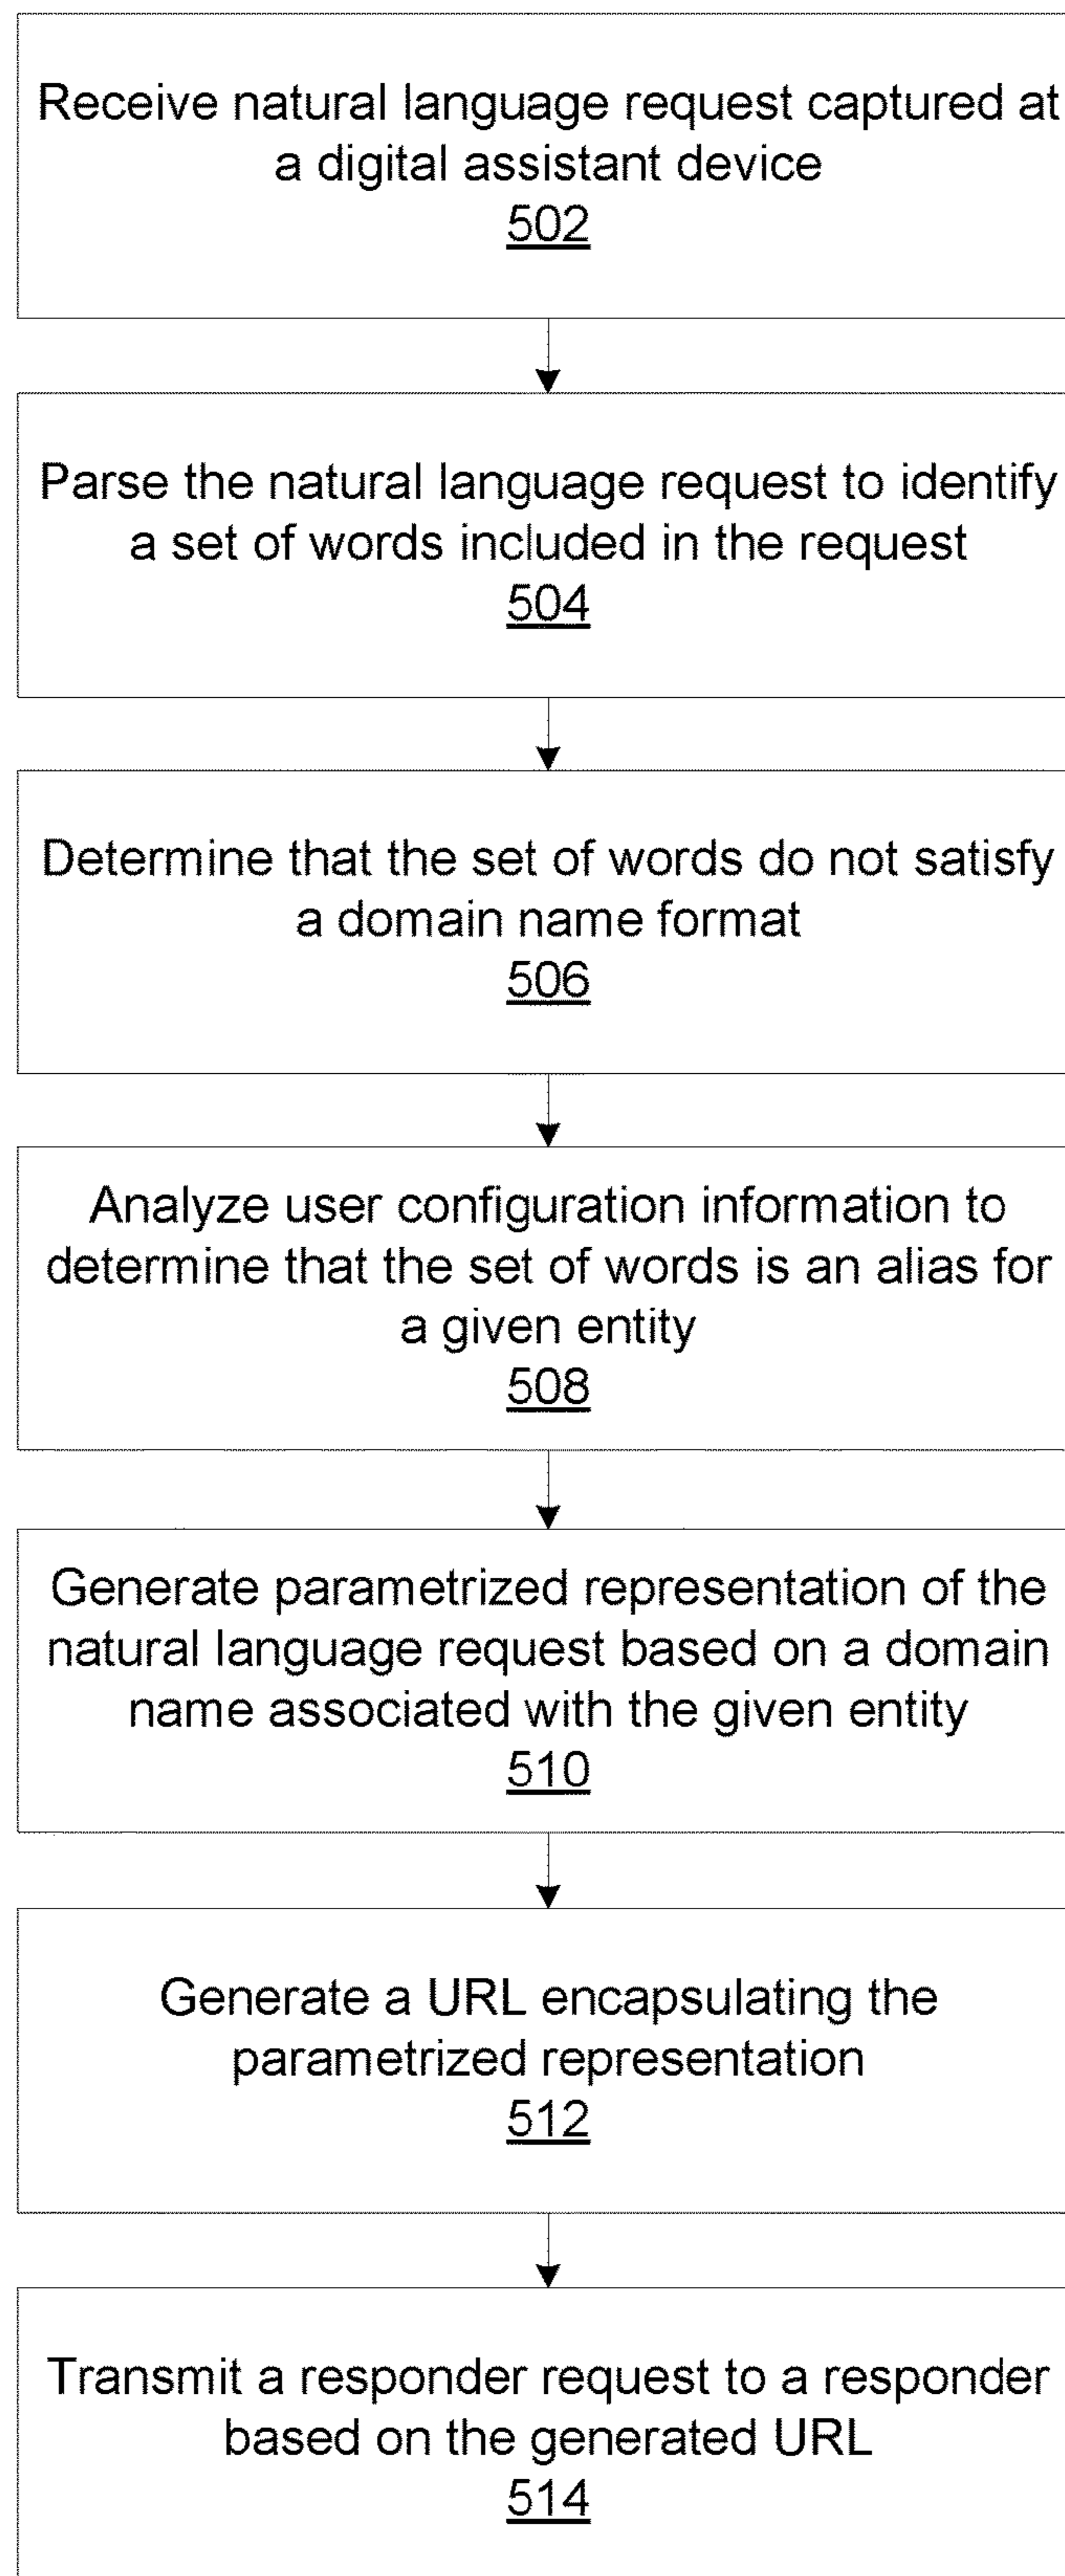 Receive natural language request captured at
a digital assistant device
502
Parse the natural language request to identify
a set of words included in the request
504
Determine that the set of words do not satisfy
a domain name format
506
Analyze user configuration information to
determine that the set of words is an alias for
a given entity
508
Generate parametrized representation of the
natural language request based on a domain
name associated with the given entity
510
Generate a URL encapsulating the
parametrized representation
512
Transmit a responder request to a responder
based on the generated URL
514